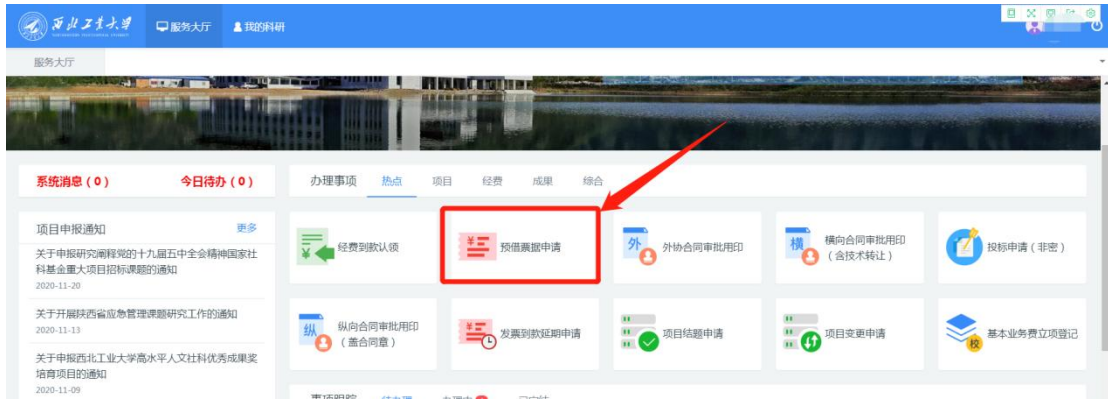 西北工业大学
服务大厅
我的科研
服务大厅
系统消息（0）
今日待办（0）
办理事项
热点
项目
经费
成果
综合
项目申报通知
更多
关于申报研究阐释党的十九届五中全会精神国家社
科基金重大项目招标课题的通知
2020-11-20
关于开展陕西省应急管理课题研究工作的通知
2020-11-13
关于申报西北工业大学高水平人文社科优秀成果奖
培育项目的通知
2020-11-09
经费到款认领
预借票据申请
外
外协合同审批用印
横
横向合同审批用印
（含技术转让）
投标申请（非密）
纵
纵向合同审批用印
（盖合同章）
发票到款延期申请
项目结题申请
项目变更申请
校
基本业务费立项登记